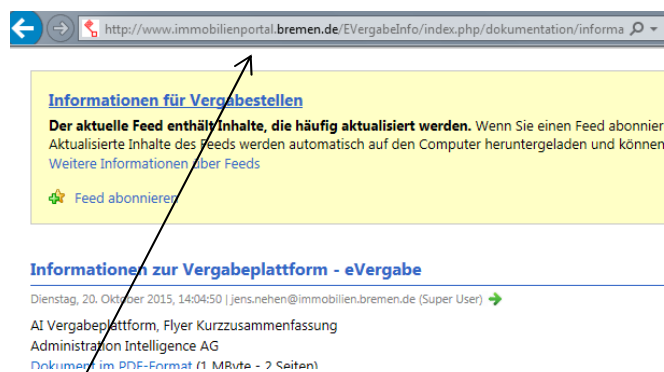 http://www.immobilienportal.bremen.de/EVergabeInfo/index.php/dokumentation/informa
Informationen für Vergabestellen
Der aktuelle Feed enthält Inhalte, die häufig aktualisiert werden. Wenn Sie einen Feed abonnier
Aktualisierte Inhalte des Feeds werden automatisch auf den Computer heruntergeladen und können
Weitere Informationen über Feeds
Feed abonnieren
Informationen zur Vergabeplattform - eVergabe
Dienstag, 20. Oktober 2015, 14:04:50 | jens.nehen@immobilien.bremen.de (Super User)
AI Vergabeplattform, Flyer Kurzzusammenfassung
Administration Intelligence AG
Dokument im PDF-Format (1 MByte - 2 Seiten)